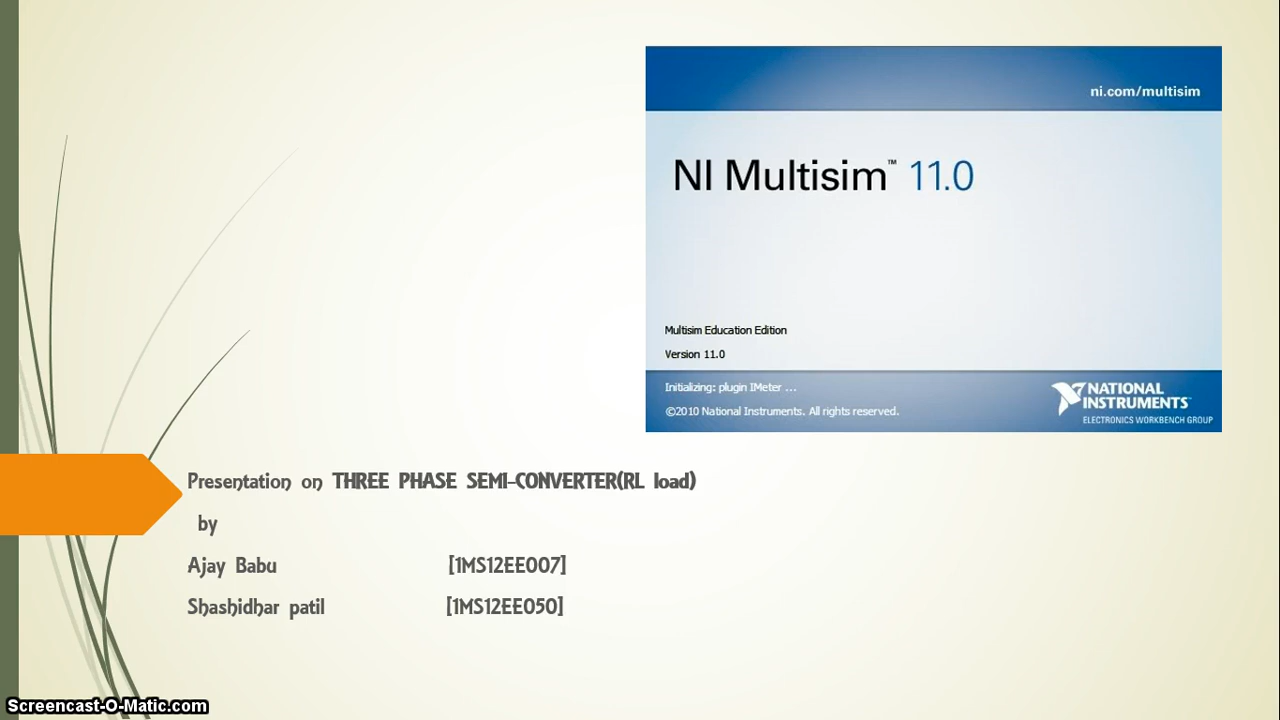 ni.com/multisim
NI Multisim™ 11.0
Multisim Education Edition
Version 11.0
Initializing: plugin IMeter ...
©2010 National Instruments. All rights reserved.
NATIONAL
INSTRUMENTS™
ELECTRONICS WORKBENCH GROUP
Presentation on THREE PHASE SEMI-CONVERTER(RL load)
by
Ajay Babu [1MS12EE007]
Shashidhar patil [1MS12EE050]
Screencast-O-Matic.com